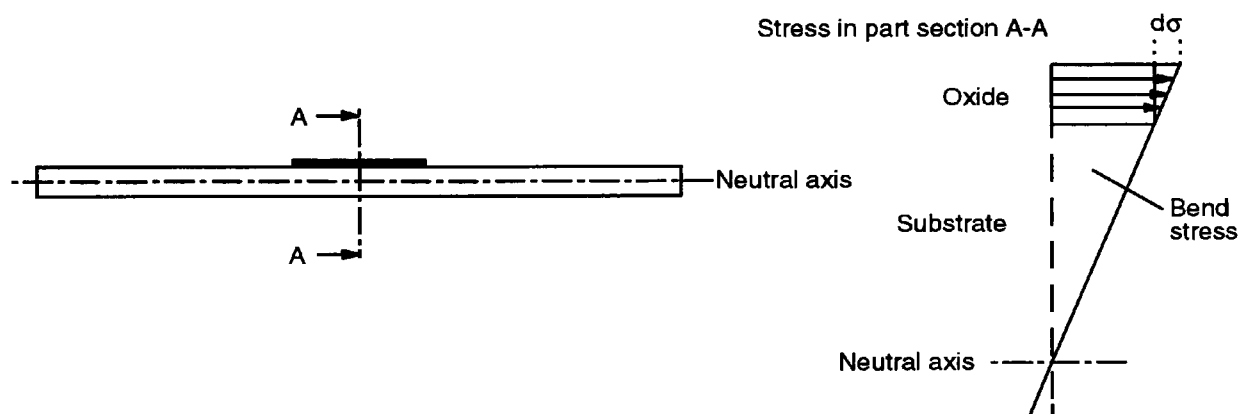 A
Neutral axis
A
Stress in part section A-A
dσ
Oxide
Substrate
Bend
stress
Neutral axis